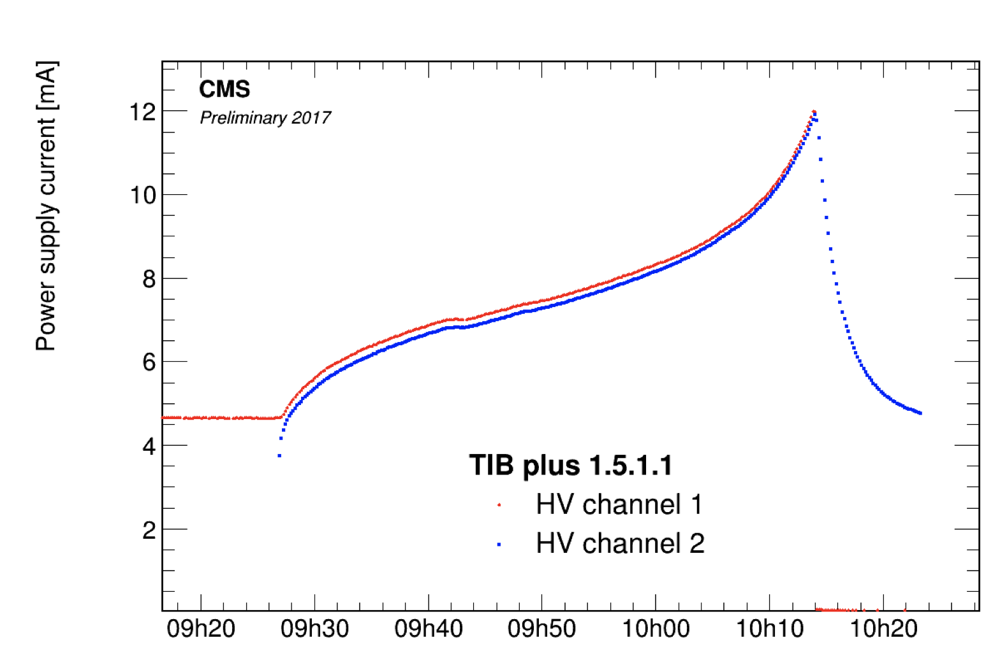 Power supply current [mA]
CMS
Preliminary 2017
12
10
8
6
4
2
TIB plus 1.5.1.1
HV channel 1
HV channel 2
09h20 09h30 09h40 09h50 10h00 10h10 10h20